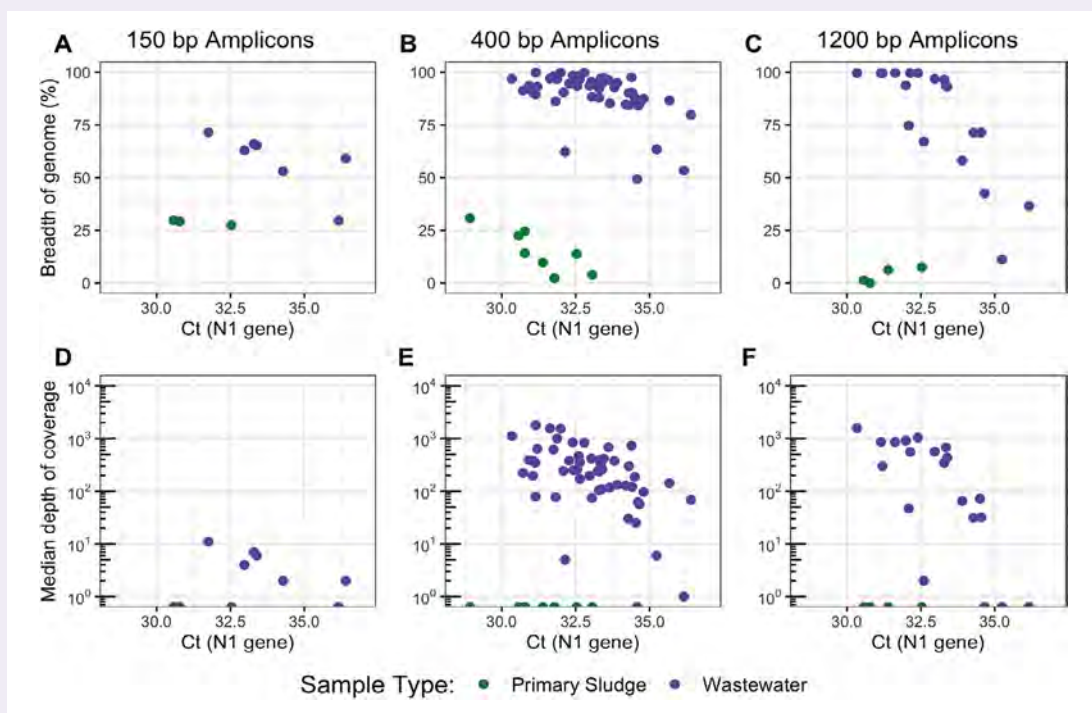 A 150 bp Amplicons
B 400 bp Amplicons
C 1200 bp Amplicons
Breadth of genome (%)
100
75
50
25
0
30.0 32.5 35.0
Ct (N1 gene)
100
75
50
25
0
30.0 32.5 35.0
Ct (N1 gene)
100
75
50
25
0
30.0 32.5 35.0
Ct (N1 gene)
D
E
F
Median depth of coverage
10⁴
10³
10²
10¹
10⁰
30.0 32.5 35.0
Ct (N1 gene)
10⁴
10³
10²
10¹
10⁰
30.0 32.5 35.0
Ct (N1 gene)
10⁴
10³
10²
10¹
10⁰
30.0 32.5 35.0
Ct (N1 gene)
Sample Type: Primary Sludge Wastewater